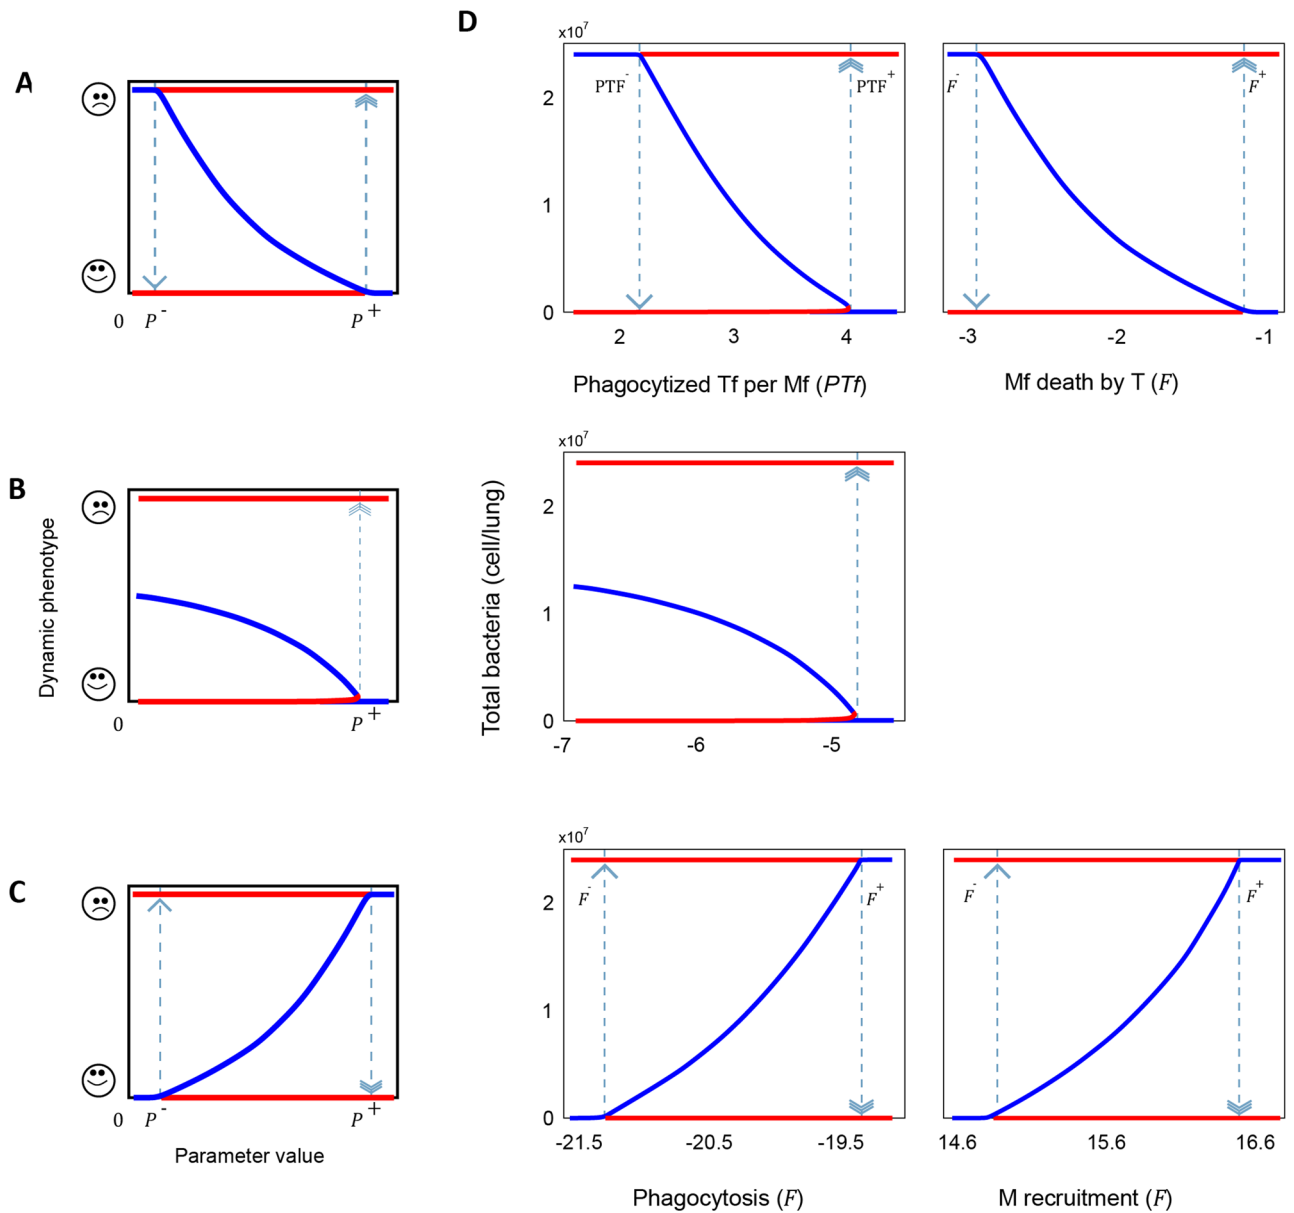 D
A
0
P-
P+
x10^7
2
1
0
PTF-
PTF+
2
3
4
Phagocytized Tf per Mf (PTf)
F-
F+
-3
-2
-1
Mf death by T (F)
B
Dynamic phenotype
0
P+
Total bacteria (cell/lung)
x10^7
2
1
0
-7
-6
-5
C
0
P-
P+
Parameter value
x10^7
2
1
0
F-
F+
-21.5
-20.5
-19.5
Phagocytosis (F)
F-
F+
14.6
15.6
16.6
M recruitment (F)